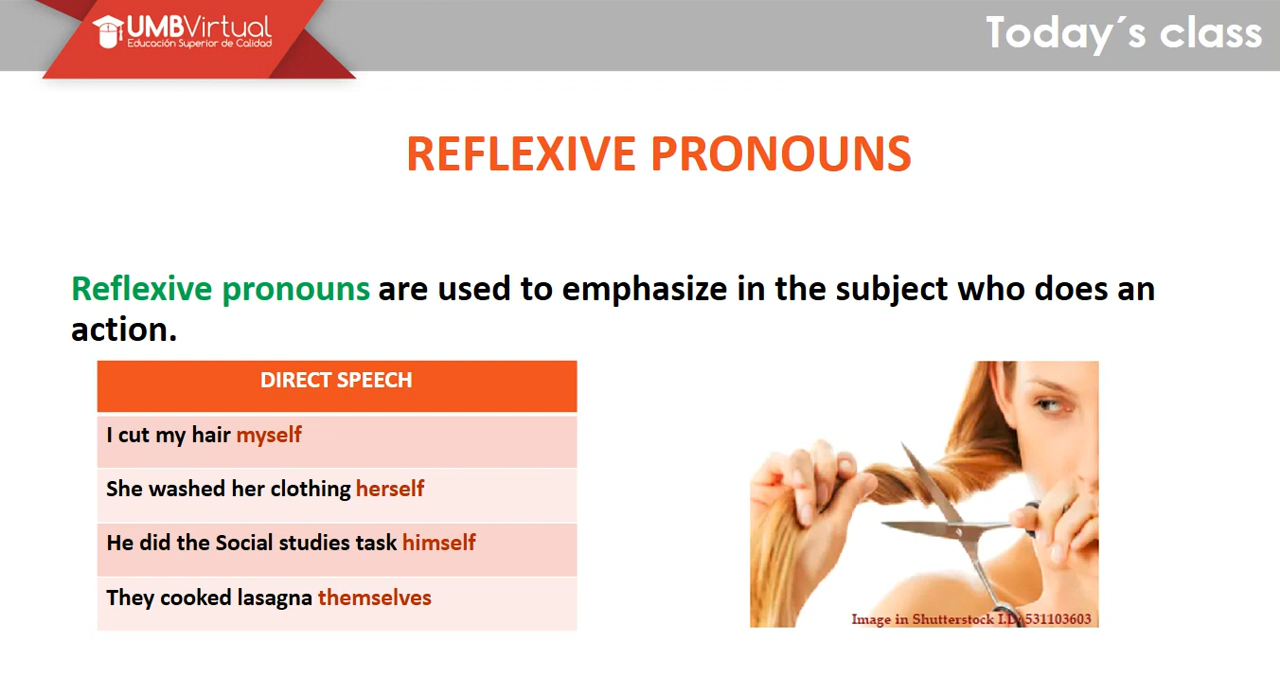 UMBVirtual
Educación Superior de Calidad
Today´s class
REFLEXIVE PRONOUNS
Reflexive pronouns are used to emphasize in the subject who does an
action.
DIRECT SPEECH
I cut my hair myself
She washed her clothing herself
He did the Social studies task himself
They cooked lasagna themselves
Image in Shutterstock I.D: 531103603